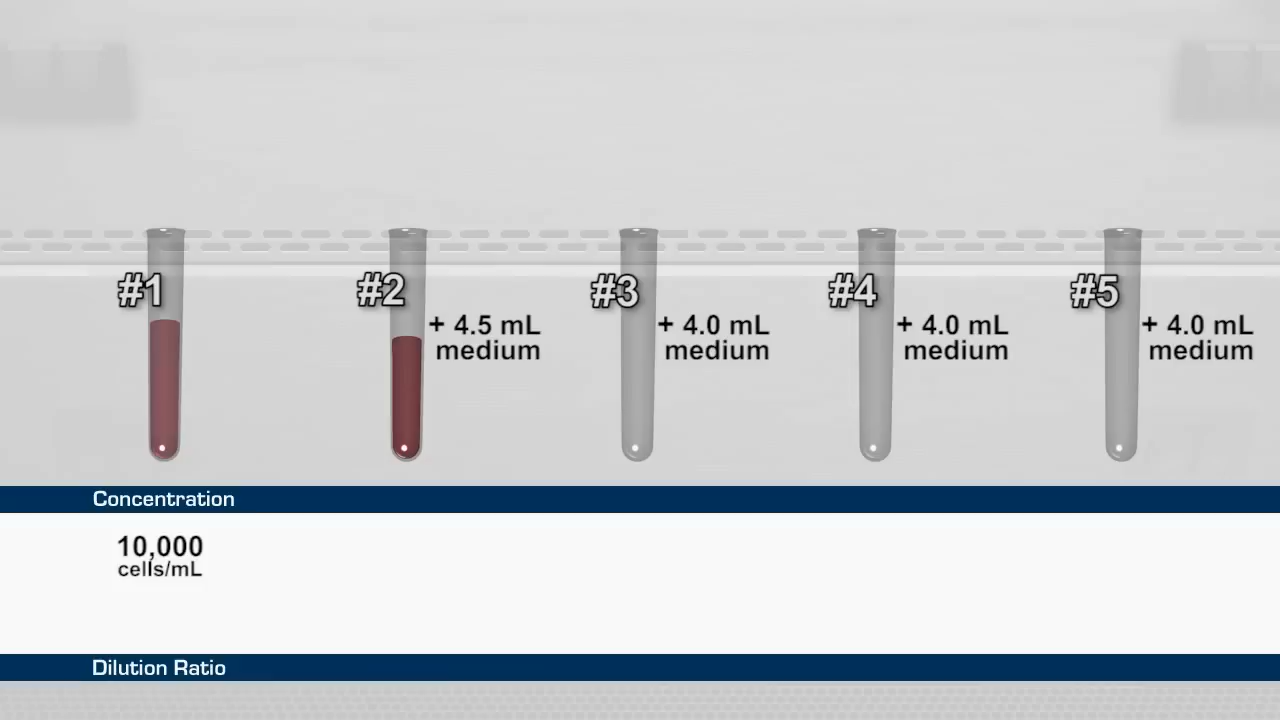 #1
#2
#3
#4
#5
+ 4.5 mL
medium
+ 4.0 mL
medium
+ 4.0 mL
medium
+ 4.0 mL
medium
Concentration
10,000
cells/mL
Dilution Ratio